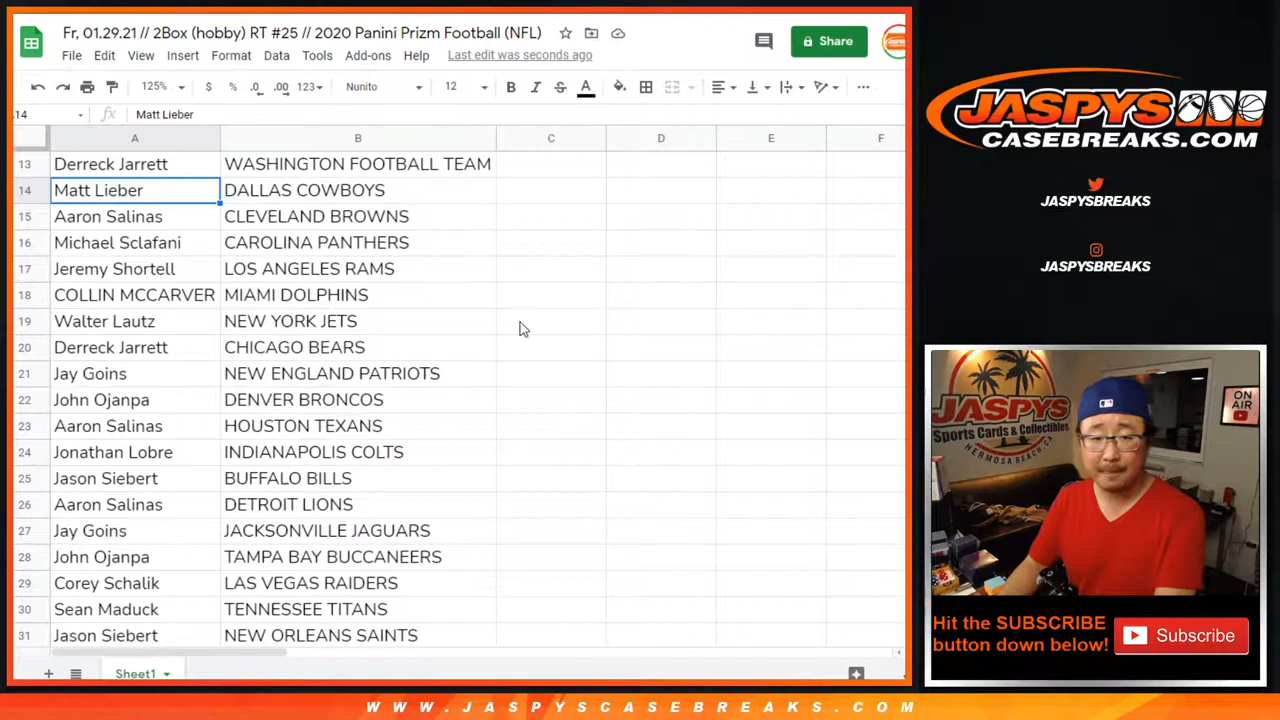 Fr, 01.29.21 // 2Box (hobby) RT #25 // 2020 Panini Prizm Football (NFL)
File Edit View Insert Format Data Tools Add-ons Help Last edit was seconds ago
Share
125% $ % .0 .00 123 Nunito 12 B I S A
14 fx Matt Lieber
A B C D E F
13 Derreck Jarrett WASHINGTON FOOTBALL TEAM
14 Matt Lieber DALLAS COWBOYS
15 Aaron Salinas CLEVELAND BROWNS
16 Michael Sclafani CAROLINA PANTHERS
17 Jeremy Shortell LOS ANGELES RAMS
18 COLLIN MCCARVER MIAMI DOLPHINS
19 Walter Lautz NEW YORK JETS
20 Derreck Jarrett CHICAGO BEARS
21 Jay Goins NEW ENGLAND PATRIOTS
22 John Ojanpa DENVER BRONCOS
23 Aaron Salinas HOUSTON TEXANS
24 Jonathan Lobre INDIANAPOLIS COLTS
25 Jason Siebert BUFFALO BILLS
26 Aaron Salinas DETROIT LIONS
27 Jay Goins JACKSONVILLE JAGUARS
28 John Ojanpa TAMPA BAY BUCCANEERS
29 Corey Schalik LAS VEGAS RAIDERS
30 Sean Maduck TENNESSEE TITANS
31 Jason Siebert NEW ORLEANS SAINTS
Sheet1
JASPYS
CASEBREAKS.COM
JASPYSBREAKS
JASPYSBREAKS
JASPYS
Sports Cards & Collectibles
HERMOSA BEACH, CA
ON AIR
Hit the SUBSCRIBE
button down below!
Subscribe
WWW.JASPYSCASEBREAKS.COM